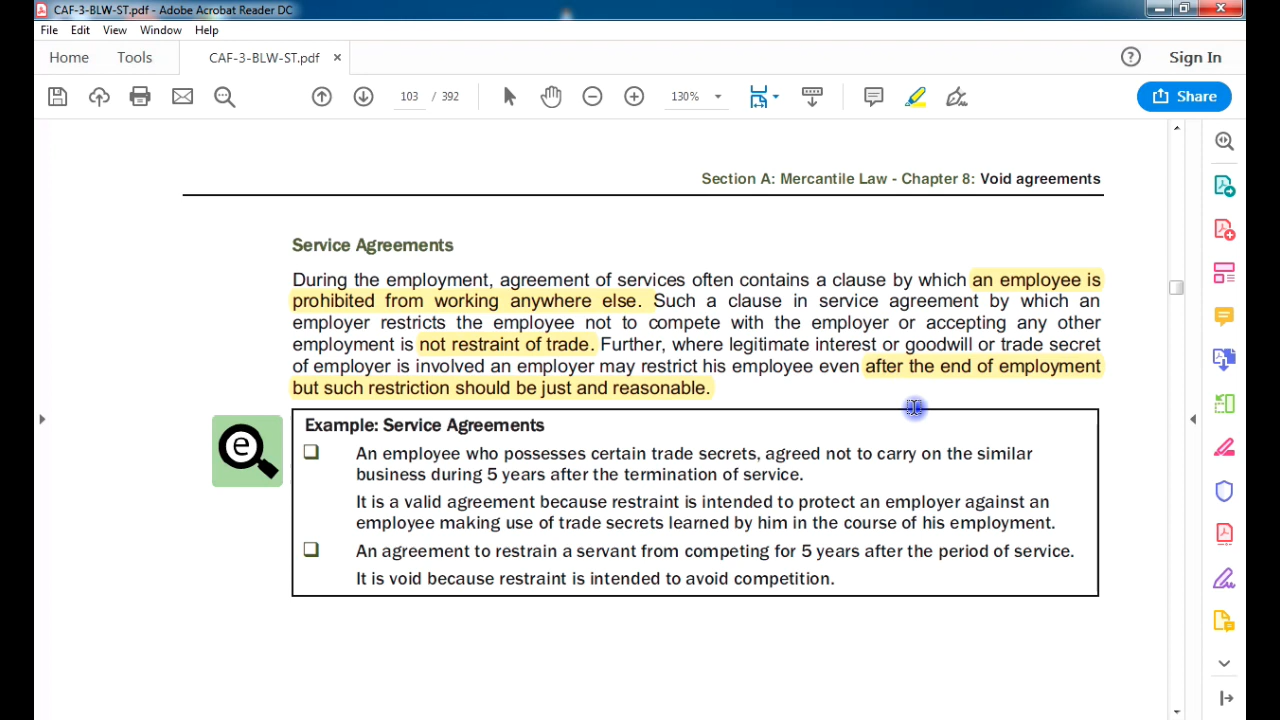 CAF-3-BLW-ST.pdf - Adobe Acrobat Reader DC
File Edit View Window Help
Home Tools CAF-3-BLW-ST.pdf × Sign In
103 / 392 130% Share
Section A: Mercantile Law - Chapter 8: Void agreements
Service Agreements
During the employment, agreement of services often contains a clause by which an employee is
prohibited from working anywhere else. Such a clause in service agreement by which an
employer restricts the employee not to compete with the employer or accepting any other
employment is not restraint of trade. Further, where legitimate interest or goodwill or trade secret
of employer is involved an employer may restrict his employee even after the end of employment
but such restriction should be just and reasonable.
e
Example: Service Agreements
❑ An employee who possesses certain trade secrets, agreed not to carry on the similar
business during 5 years after the termination of service.
It is a valid agreement because restraint is intended to protect an employer against an
employee making use of trade secrets learned by him in the course of his employment.
❑ An agreement to restrain a servant from competing for 5 years after the period of service.
It is void because restraint is intended to avoid competition.